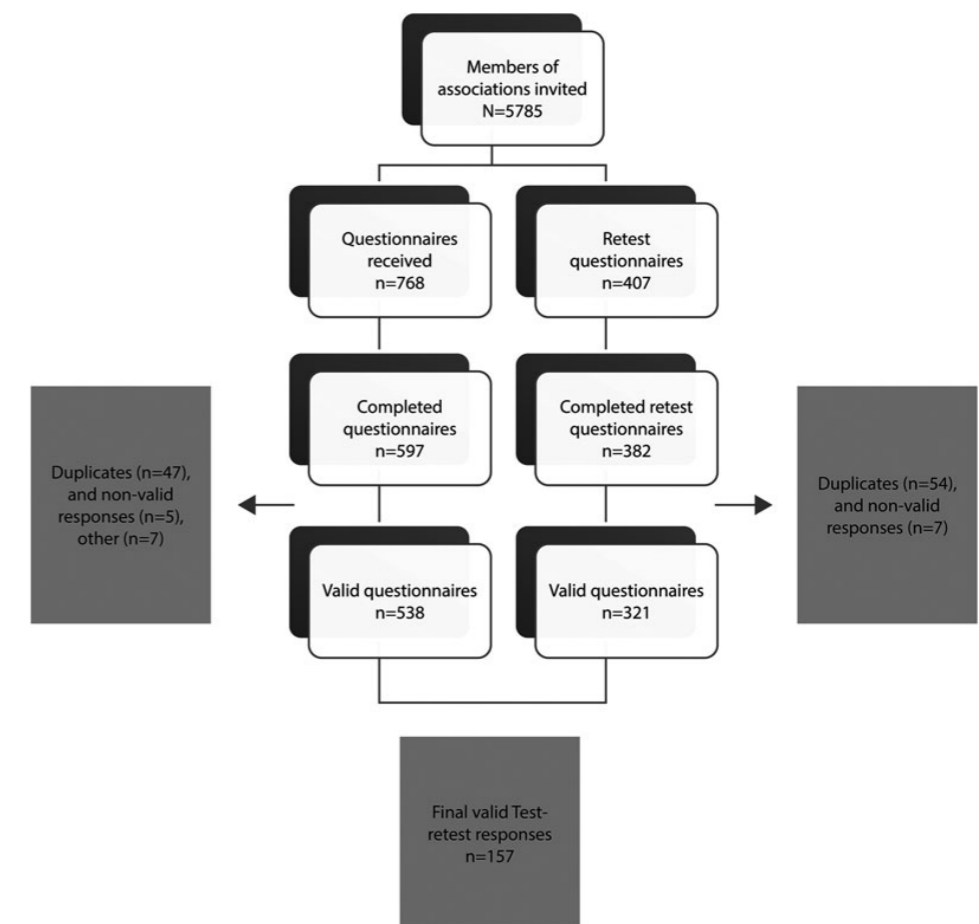 Members of
associations invited
N=5785
Questionnaires
received
n=768
Retest
questionnaires
n=407
Completed
questionnaires
n=597
Completed retest
questionnaires
n=382
Duplicates (n=47),
and non-valid
responses (n=5),
other (n=7)
Duplicates (n=54),
and non-valid
responses (n=7)
Valid questionnaires
n=538
Valid questionnaires
n=321
Final valid Test-
retest responses
n=157